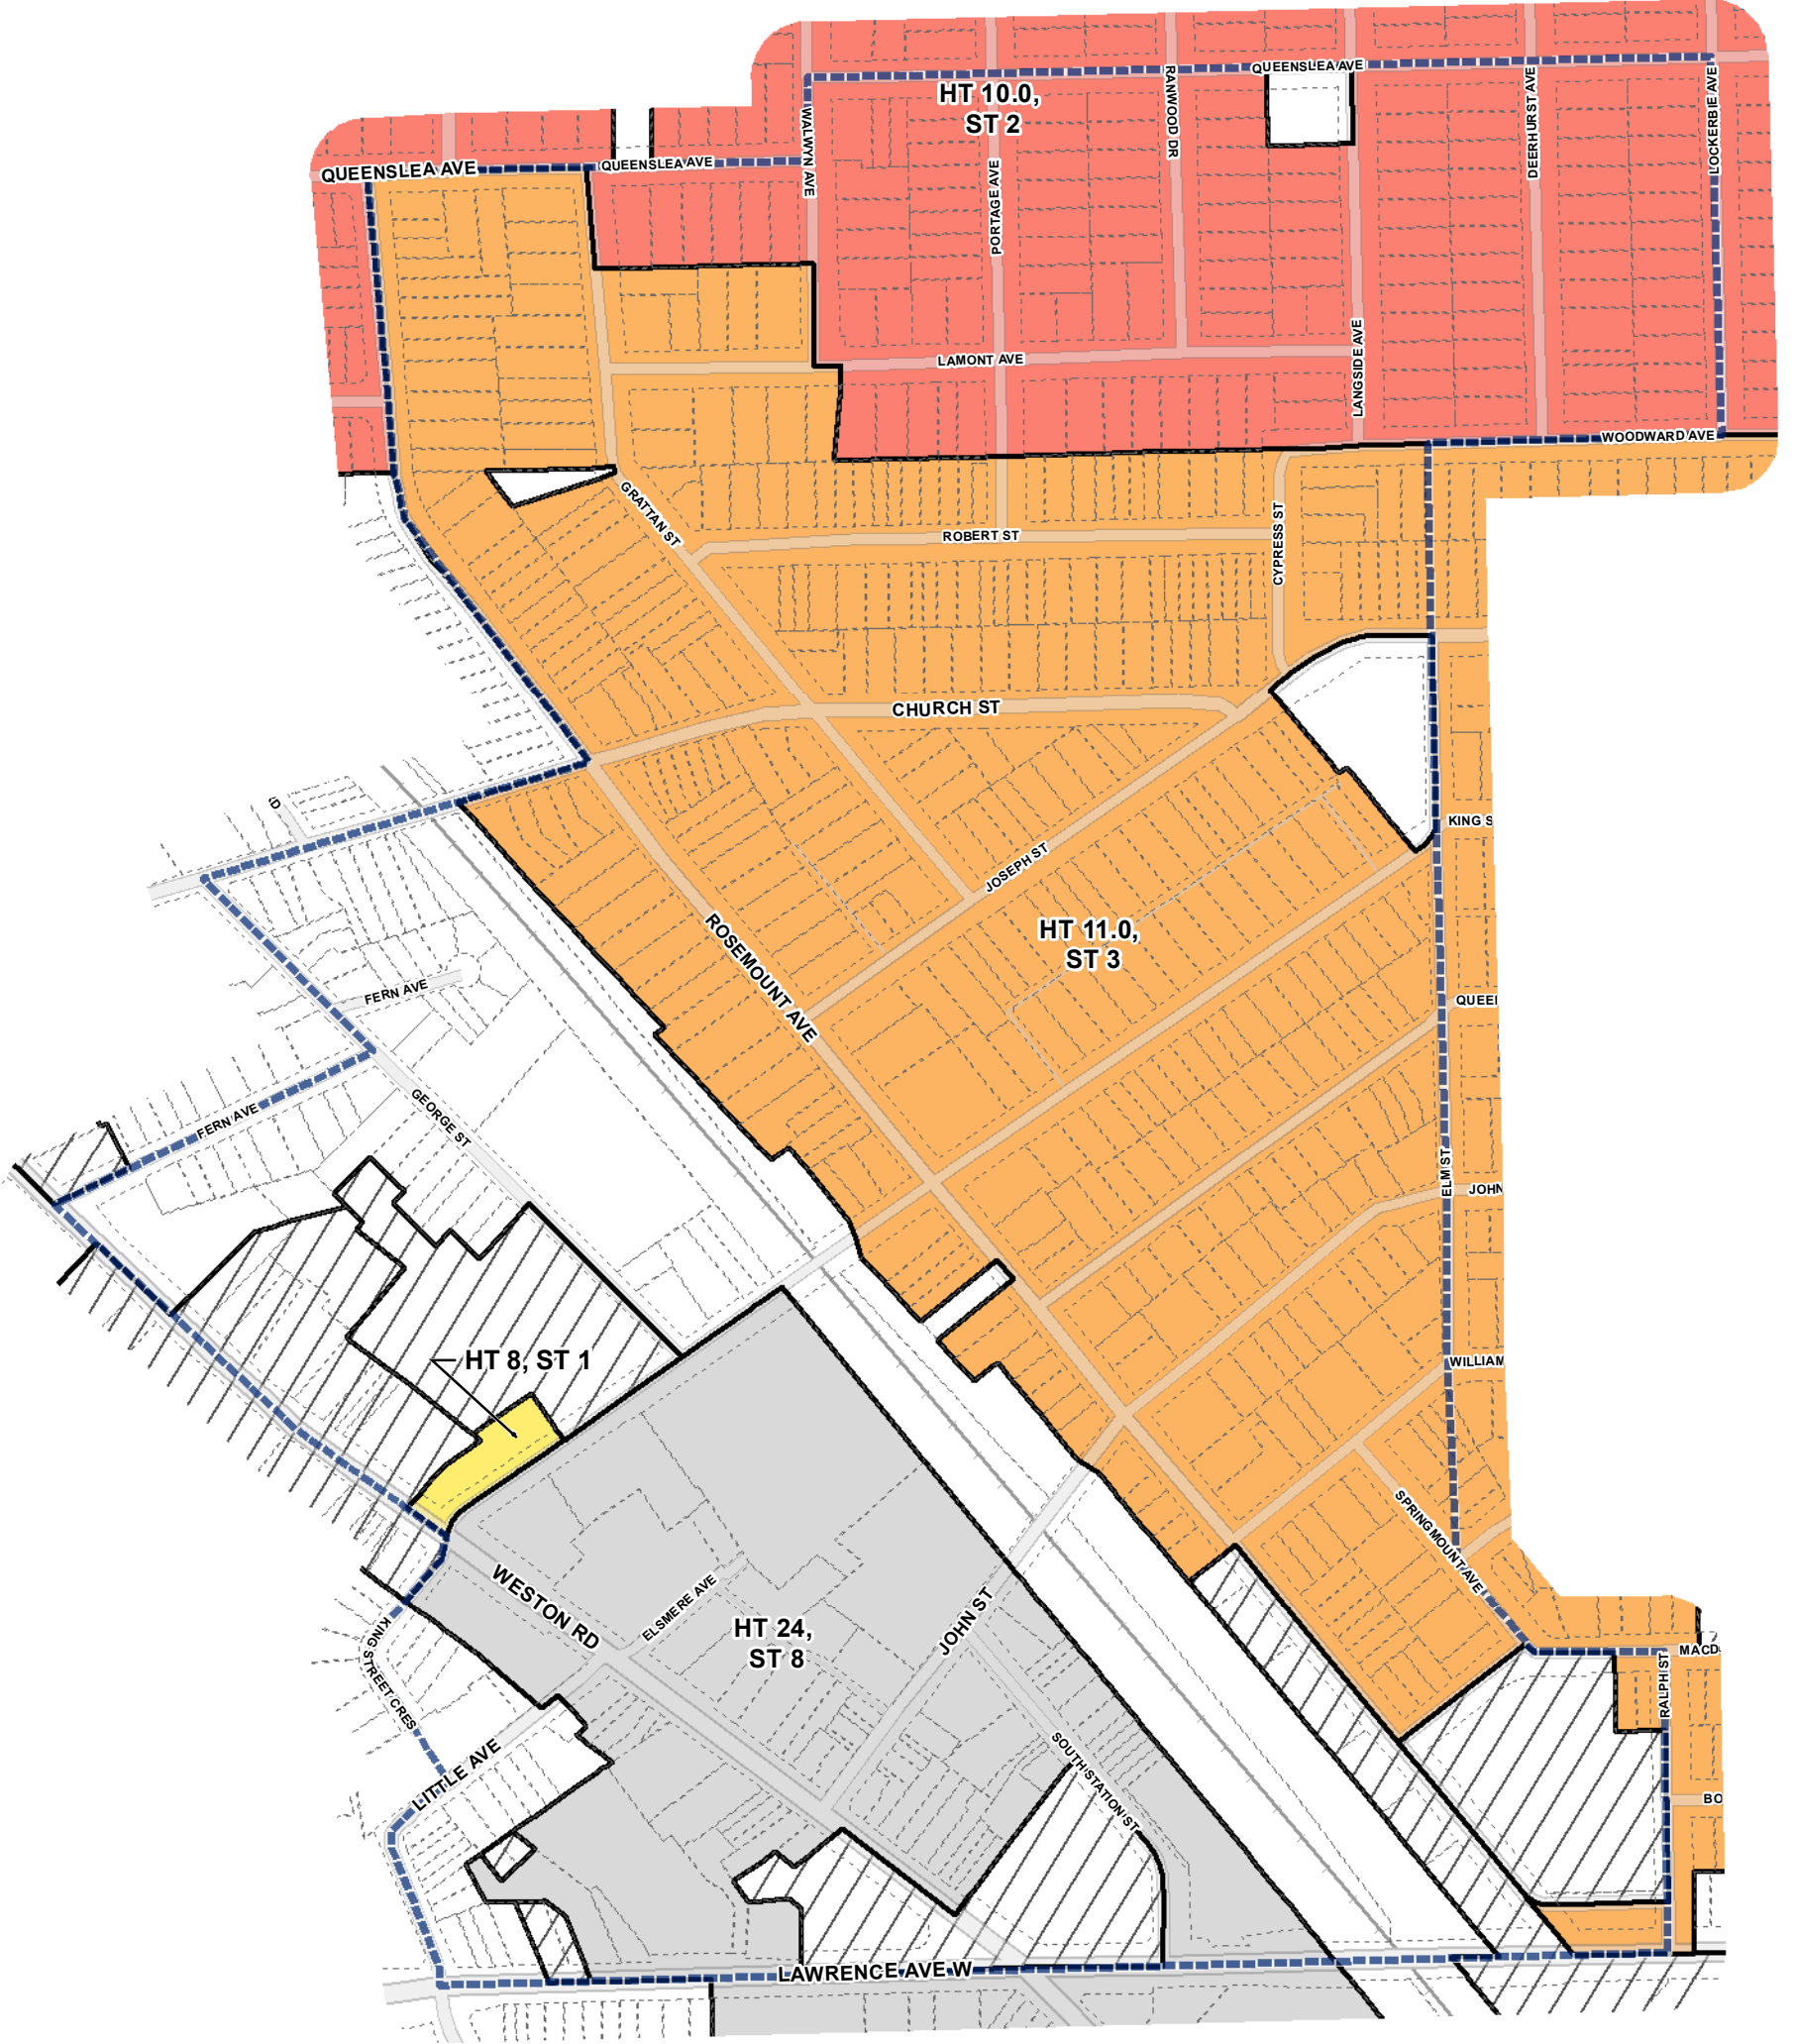 QUEENSLEA AVE
HT 10.0,
ST 2
RANWOOD DR
DEERHURST AVE
LOCKERBIE AVE
WALWYN AVE
PORTAGE AVE
QUEENSLEA AVE
QUEENSLEA AVE
LAMONT AVE
LANGSIDE AVE
WOODWARD AVE
GRATTAN ST
ROBERT ST
CYPRESS ST
CHURCH ST
KING S
JOSEPH ST
ROSEMOUNT AVE
HT 11.0,
ST 3
FERN AVE
QUEE
GEORGE ST
FERN AVE
ELM ST
JOHN
HT 8, ST 1
WILLIAM
SPRINGMOUNT AVE
WESTON RD
ELSMERE AVE
HT 24,
ST 8
JOHN ST
KING STREET CRES
MACD
RALPH ST
LITTLE AVE
SOUTH STATION ST
BO
LAWRENCE AVE W